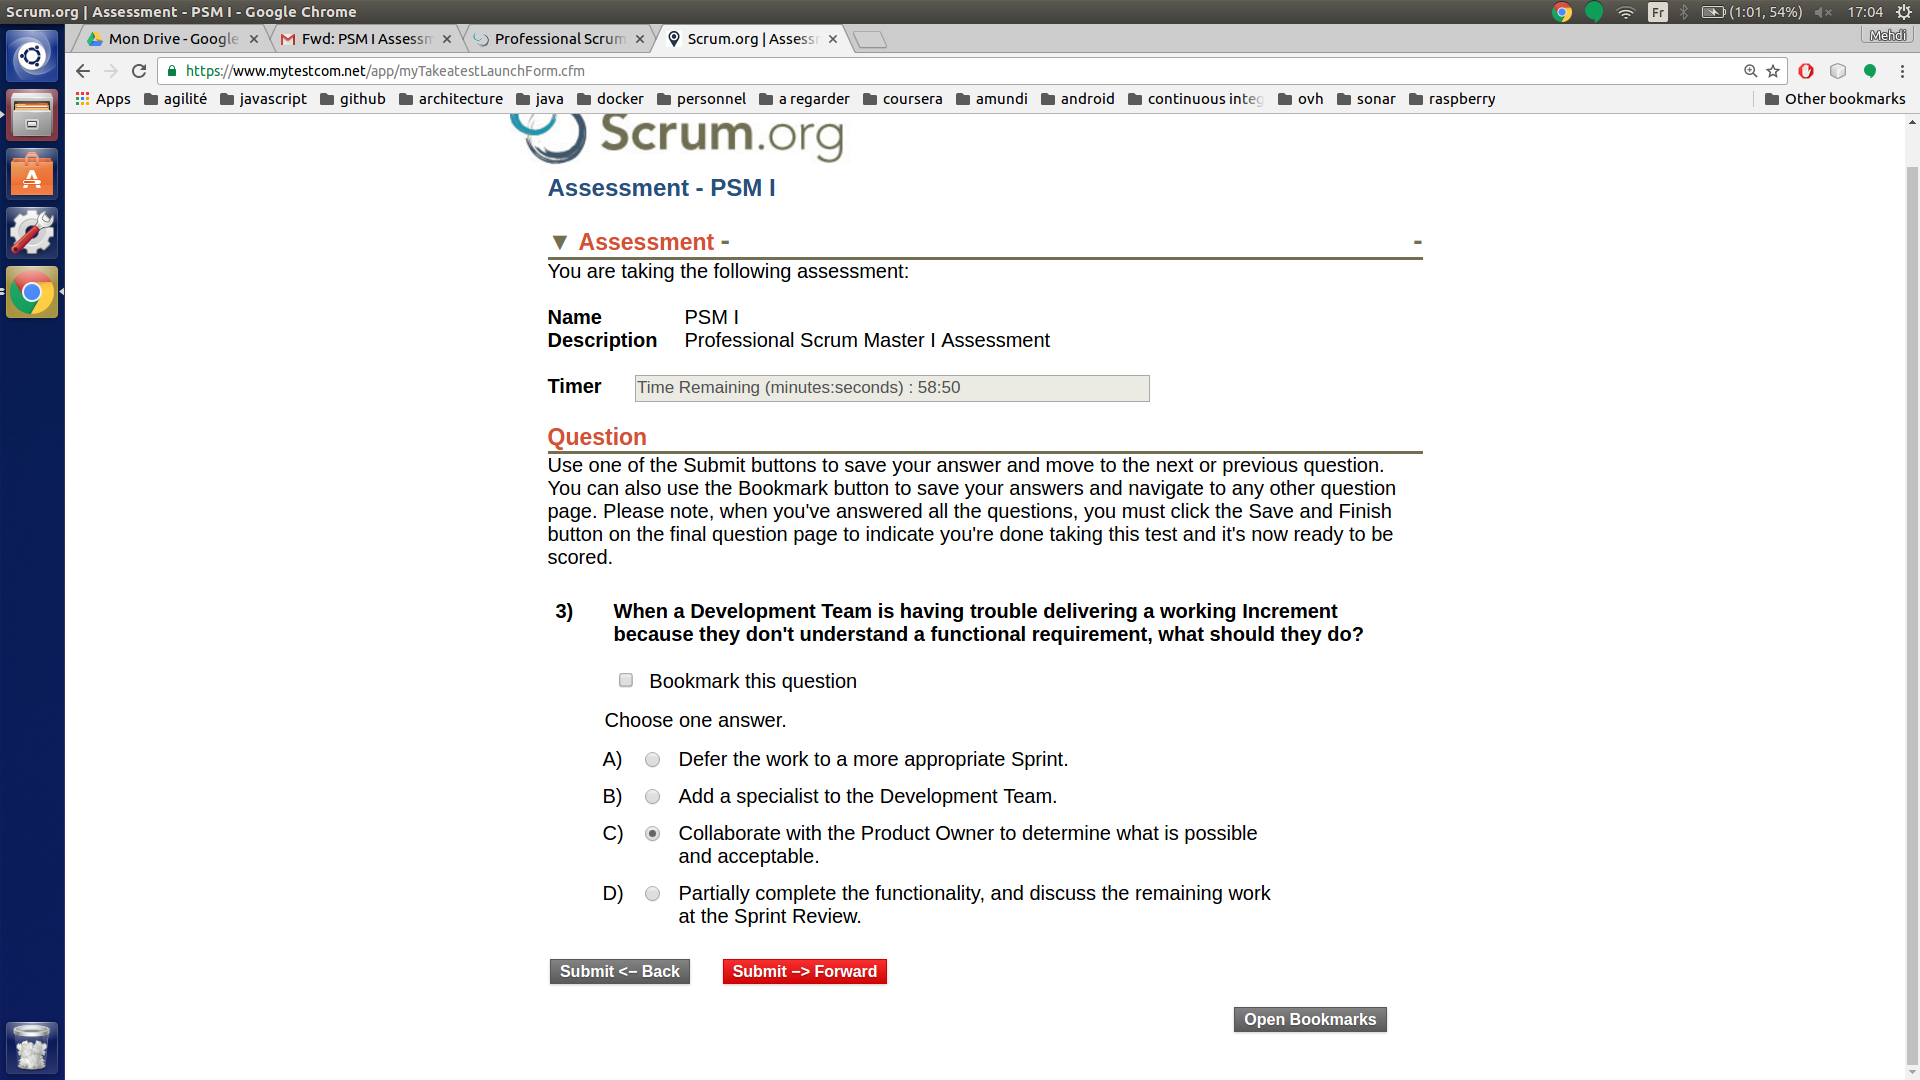 Scrum.org | Assessment - PSM I - Google Chrome
Fr
(1:01, 54%)
17:04
Mon Drive - Google
Fwd: PSM I Assessm
Professional Scrum
Scrum.org | Assess
Mehdi
https://www.mytestcom.net/app/myTakeatestLaunchForm.cfm
Apps
agilité
javascript
github
architecture
java
docker
personnel
a regarder
coursera
amundi
android
continuous integ
ovh
sonar
raspberry
Other bookmarks
Scrum.org
Assessment - PSM I
▼ Assessment - -
You are taking the following assessment:
Name PSM I
Description Professional Scrum Master I Assessment
Timer Time Remaining (minutes:seconds) : 58:50
Question
Use one of the Submit buttons to save your answer and move to the next or previous question.
You can also use the Bookmark button to save your answers and navigate to any other question
page. Please note, when you've answered all the questions, you must click the Save and Finish
button on the final question page to indicate you're done taking this test and it's now ready to be
scored.
3) When a Development Team is having trouble delivering a working Increment
because they don't understand a functional requirement, what should they do?
Bookmark this question
Choose one answer.
A) Defer the work to a more appropriate Sprint.
B) Add a specialist to the Development Team.
C) Collaborate with the Product Owner to determine what is possible
and acceptable.
D) Partially complete the functionality, and discuss the remaining work
at the Sprint Review.
Submit <− Back
Submit −> Forward
Open Bookmarks